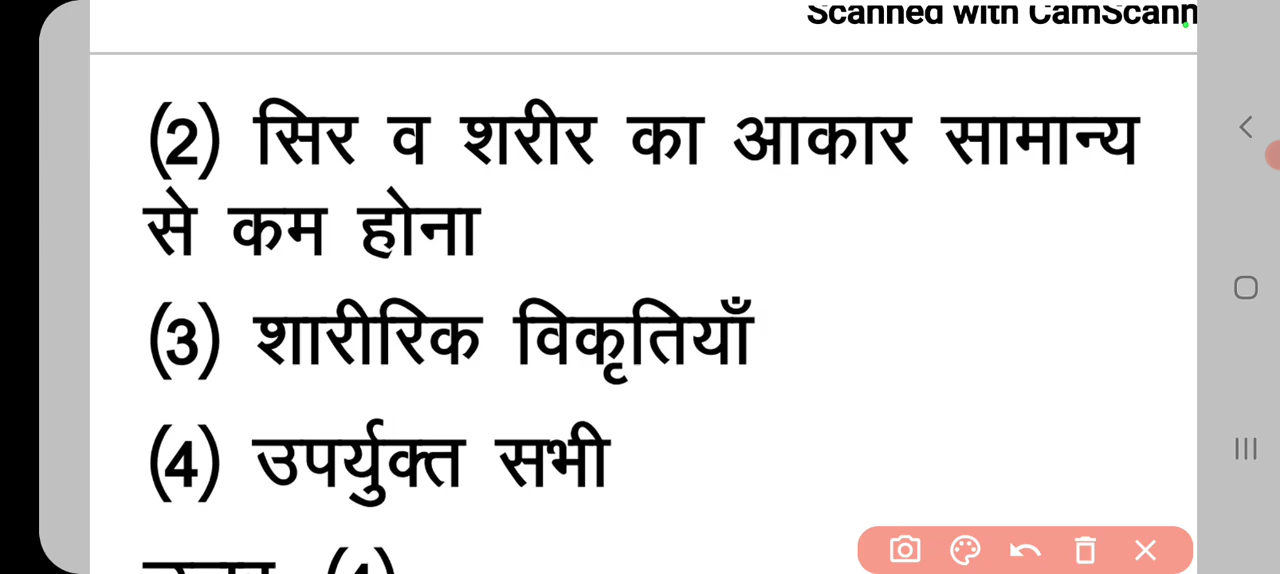 Scanned with CamScann
(2) सिर व शरीर का आकार सामान्य
से कम होना
(3) शारीरिक विकृतियाँ
(4) उपर्युक्त सभी